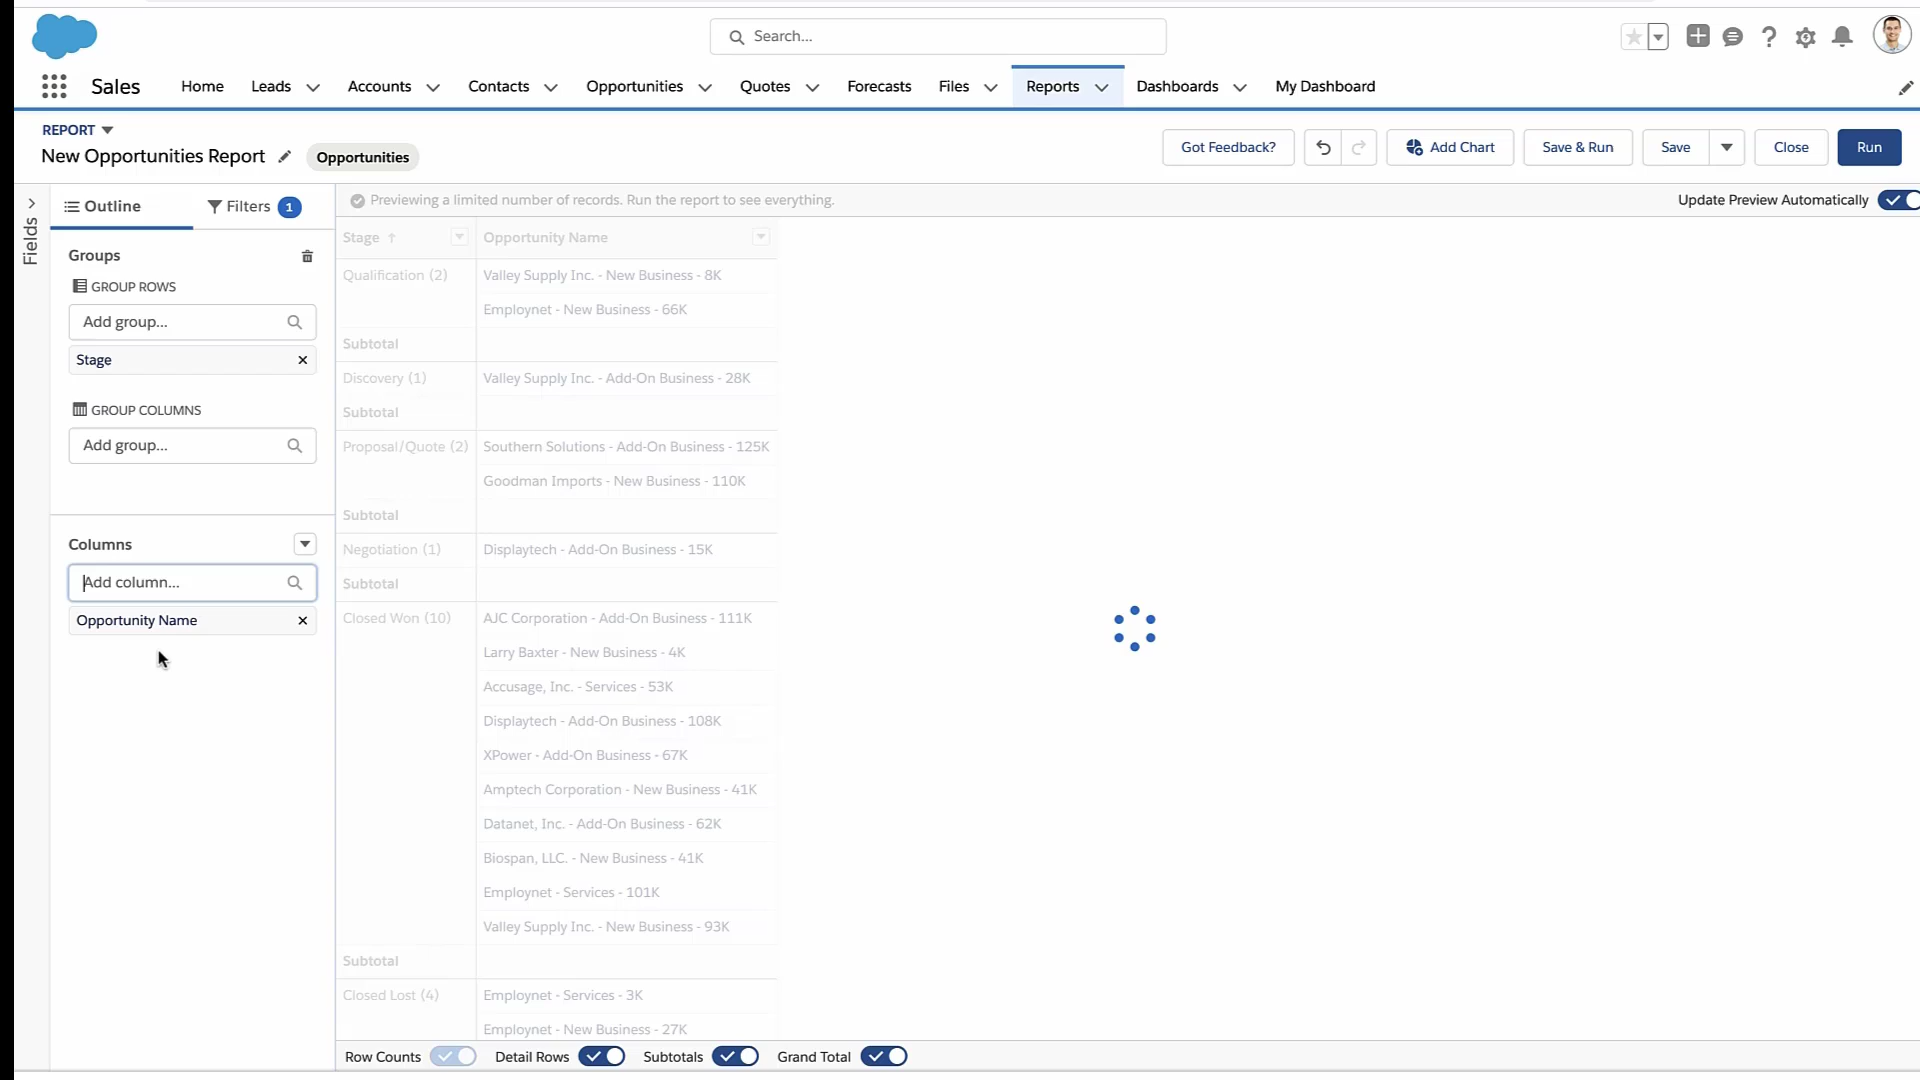 Search...
Sales
Home
Leads
Accounts
Contacts
Opportunities
Quotes
Forecasts
Files
Reports
Dashboards
My Dashboard
REPORT
New Opportunities Report
Opportunities
Got Feedback?
Add Chart
Save & Run
Save
Close
Run
Fields
Outline
Filters 1
Previewing a limited number of records. Run the report to see everything.
Update Preview Automatically
Groups
GROUP ROWS
Add group...
Stage
GROUP COLUMNS
Add group...
Columns
Add column...
Opportunity Name
Stage ↑ Opportunity Name
Qualification (2) Valley Supply Inc. - New Business - 8K
Employnet - New Business - 66K
Subtotal
Discovery (1) Valley Supply Inc. - Add-On Business - 28K
Subtotal
Proposal/Quote (2) Southern Solutions - Add-On Business - 125K
Goodman Imports - New Business - 110K
Subtotal
Negotiation (1) Displaytech - Add-On Business - 15K
Subtotal
Closed Won (10) AJC Corporation - Add-On Business - 111K
Larry Baxter - New Business - 4K
Accusage, Inc. - Services - 53K
Displaytech - Add-On Business - 108K
XPower - Add-On Business - 67K
Amptech Corporation - New Business - 41K
Datanet, Inc. - Add-On Business - 62K
Biospan, LLC. - New Business - 41K
Employnet - Services - 101K
Valley Supply Inc. - New Business - 93K
Subtotal
Closed Lost (4) Employnet - Services - 3K
Employnet - New Business - 27K
Row Counts
Detail Rows
Subtotals
Grand Total